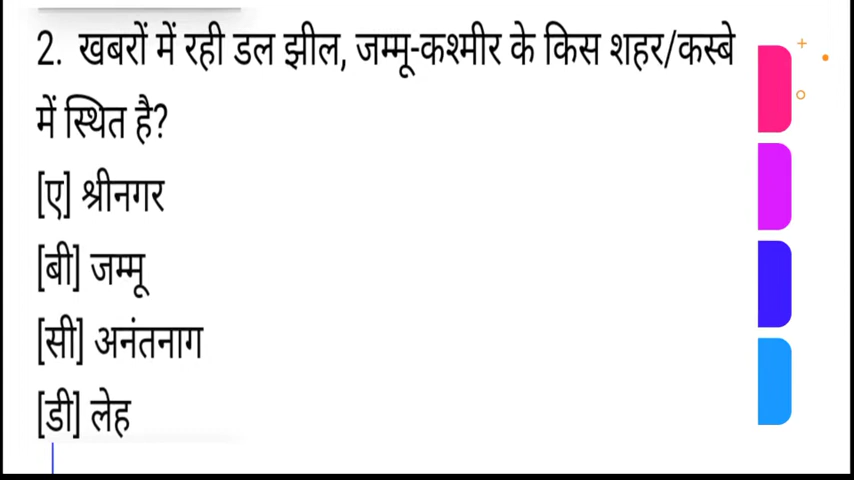 2. खबरों में रही डल झील, जम्मू-कश्मीर के किस शहर/कस्बे
में स्थित है?
[ए] श्रीनगर
[बी] जम्मू
[सी] अनंतनाग
[डी] लेह